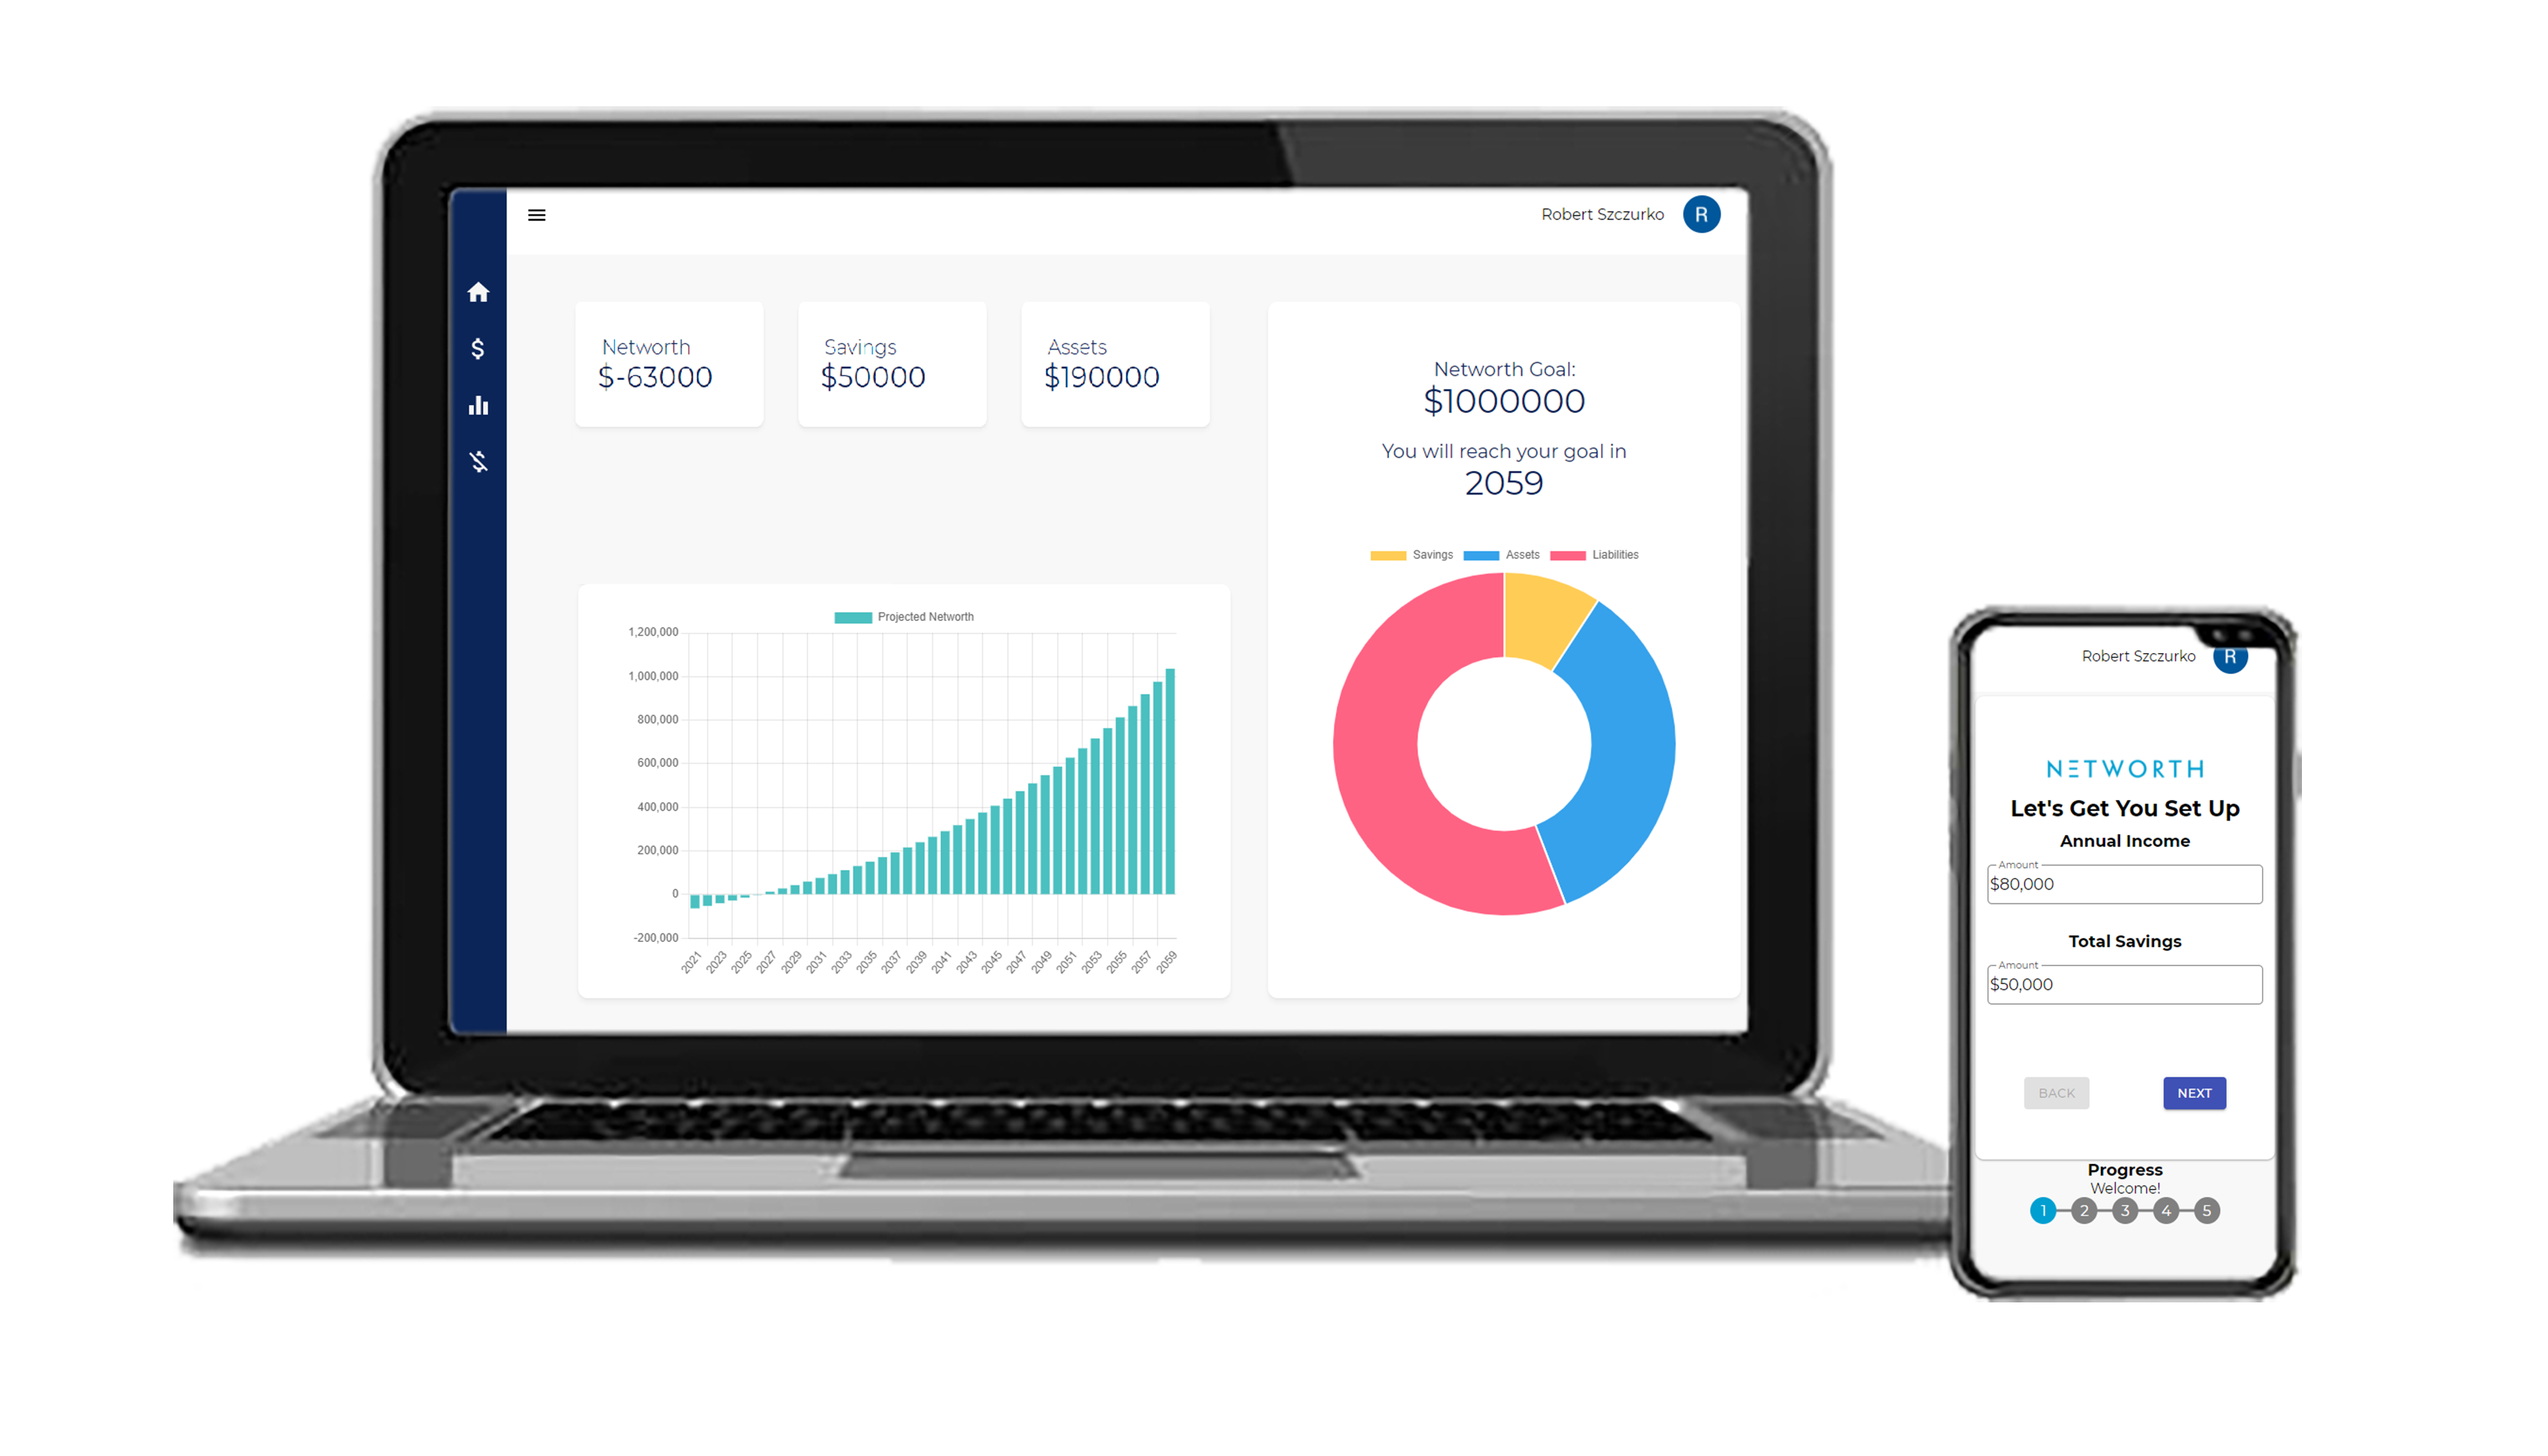 Robert Szczurko
R
Networth
$-63000
Savings
$50000
Assets
$190000
Networth Goal:
$1000000
You will reach your goal in
2059
Savings Assets Liabilities
Projected Networth
1,200,000
1,000,000
800,000
600,000
400,000
200,000
0
-200,000
2021 2023 2025 2027 2029 2031 2033 2035 2037 2039 2041 2043 2045 2047 2049 2051 2053 2055 2057 2059
Robert Szczurko
R
NETWORTH
Let's Get You Set Up
Annual Income
Amount
$80,000
Total Savings
Amount
$50,000
BACK NEXT
Progress
Welcome!
1 2 3 4 5